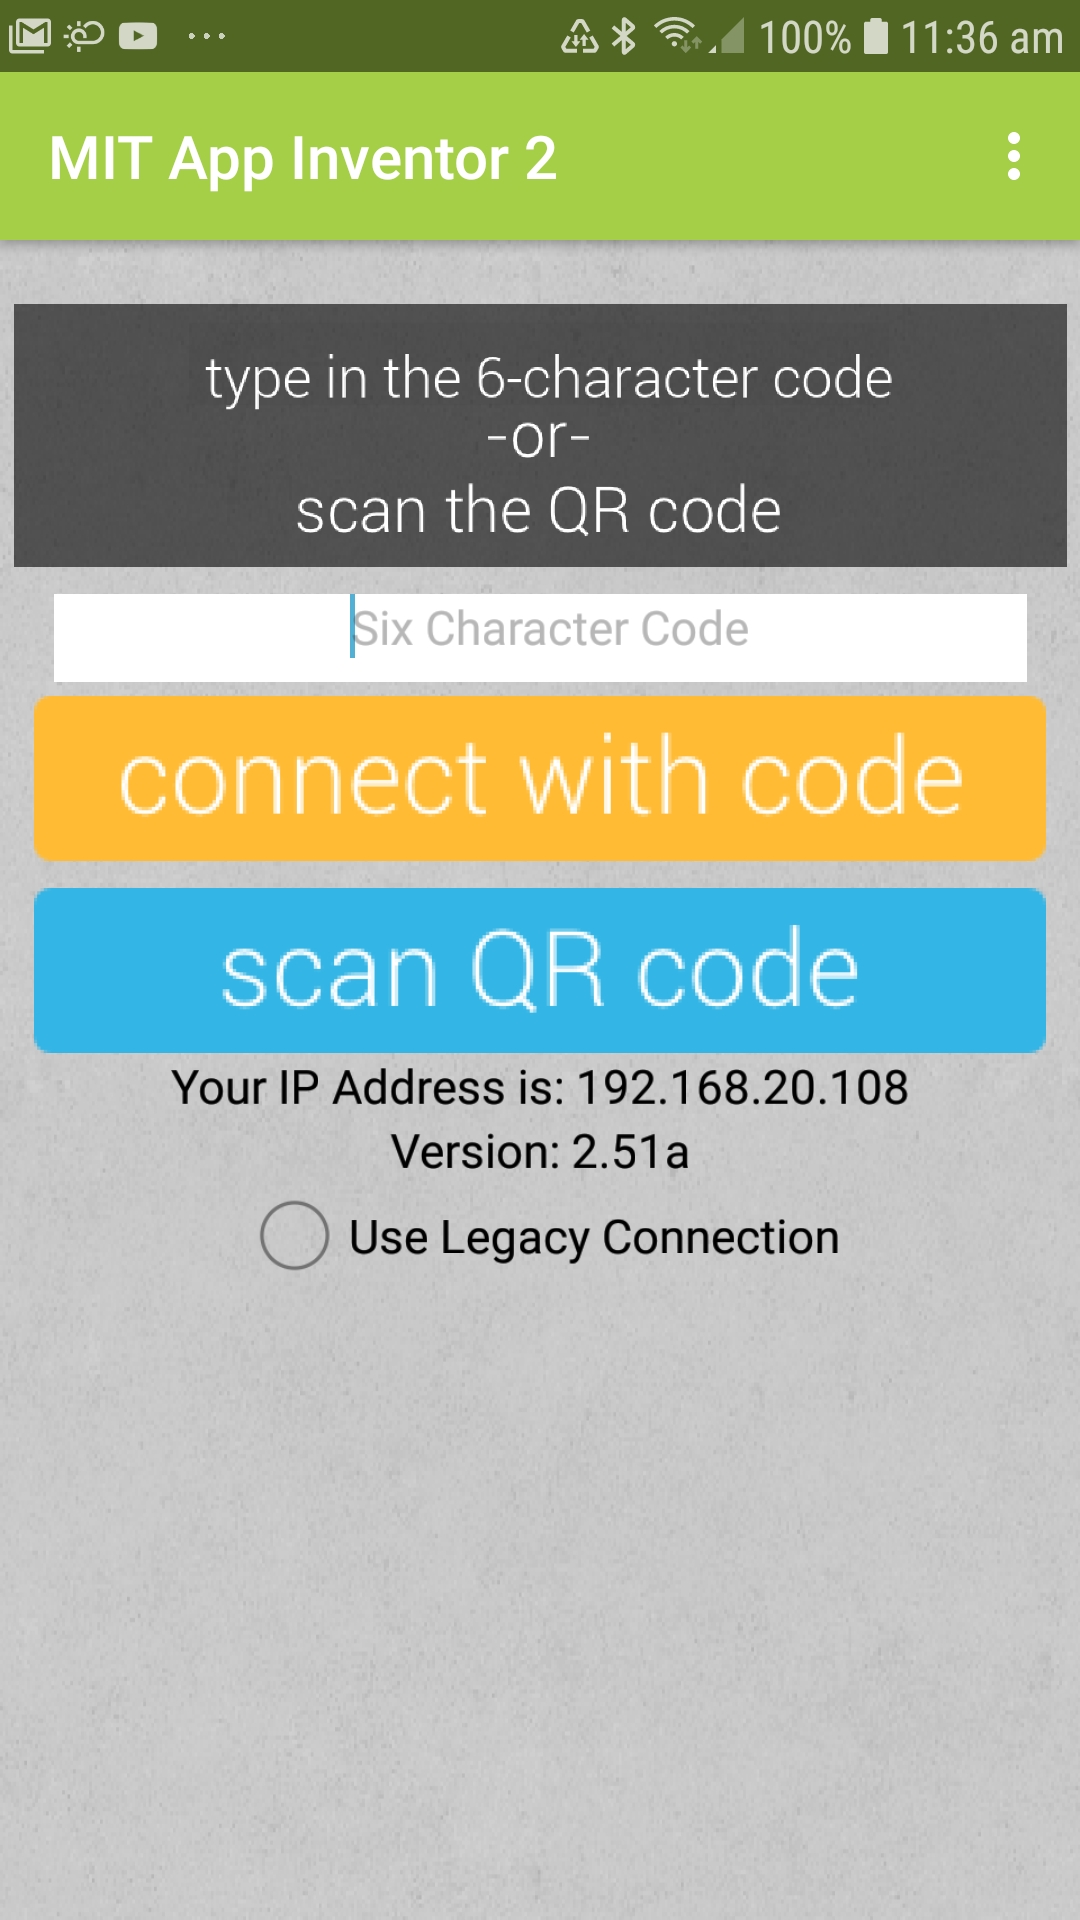 100% 11:36 am
MIT App Inventor 2
type in the 6-character code
-or-
scan the QR code
Six Character Code
connect with code
scan QR code
Your IP Address is: 192.168.20.108
Version: 2.51a
Use Legacy Connection